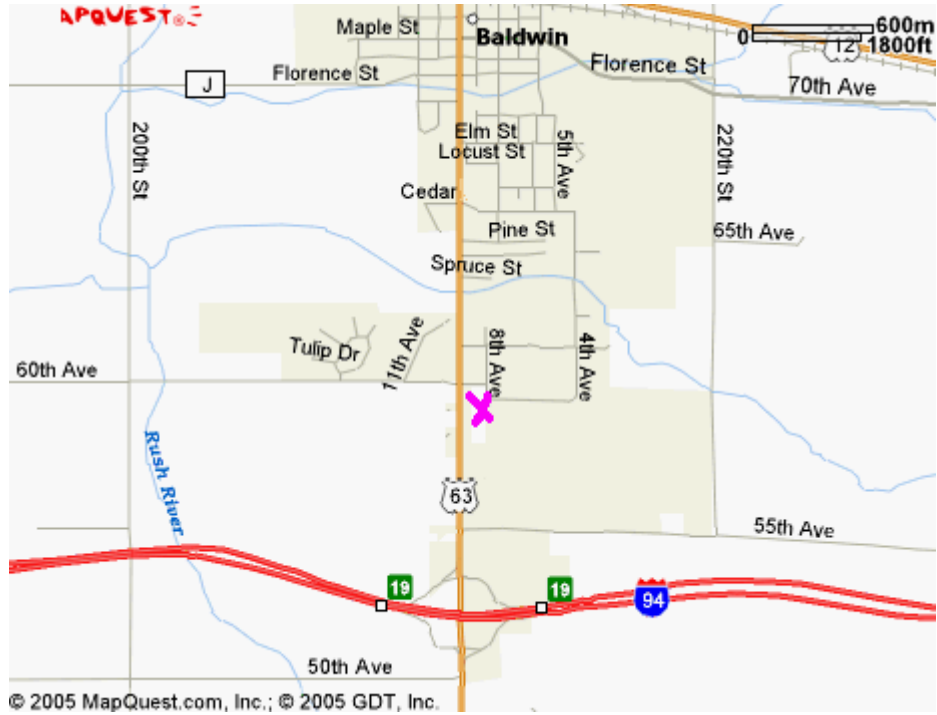 APQUEST
Maple St
Baldwin
0 600m
1800ft
12
Florence St
Florence St
70th Ave
J
200th St
Elm St
Locust St
5th Ave
220th St
Cedar
Pine St
65th Ave
Spruce St
Tulip Dr
11th Ave
8th Ave
4th Ave
60th Ave
Rush River
63
55th Ave
19
19
94
50th Ave
© 2005 MapQuest.com, Inc.; © 2005 GDT, Inc.